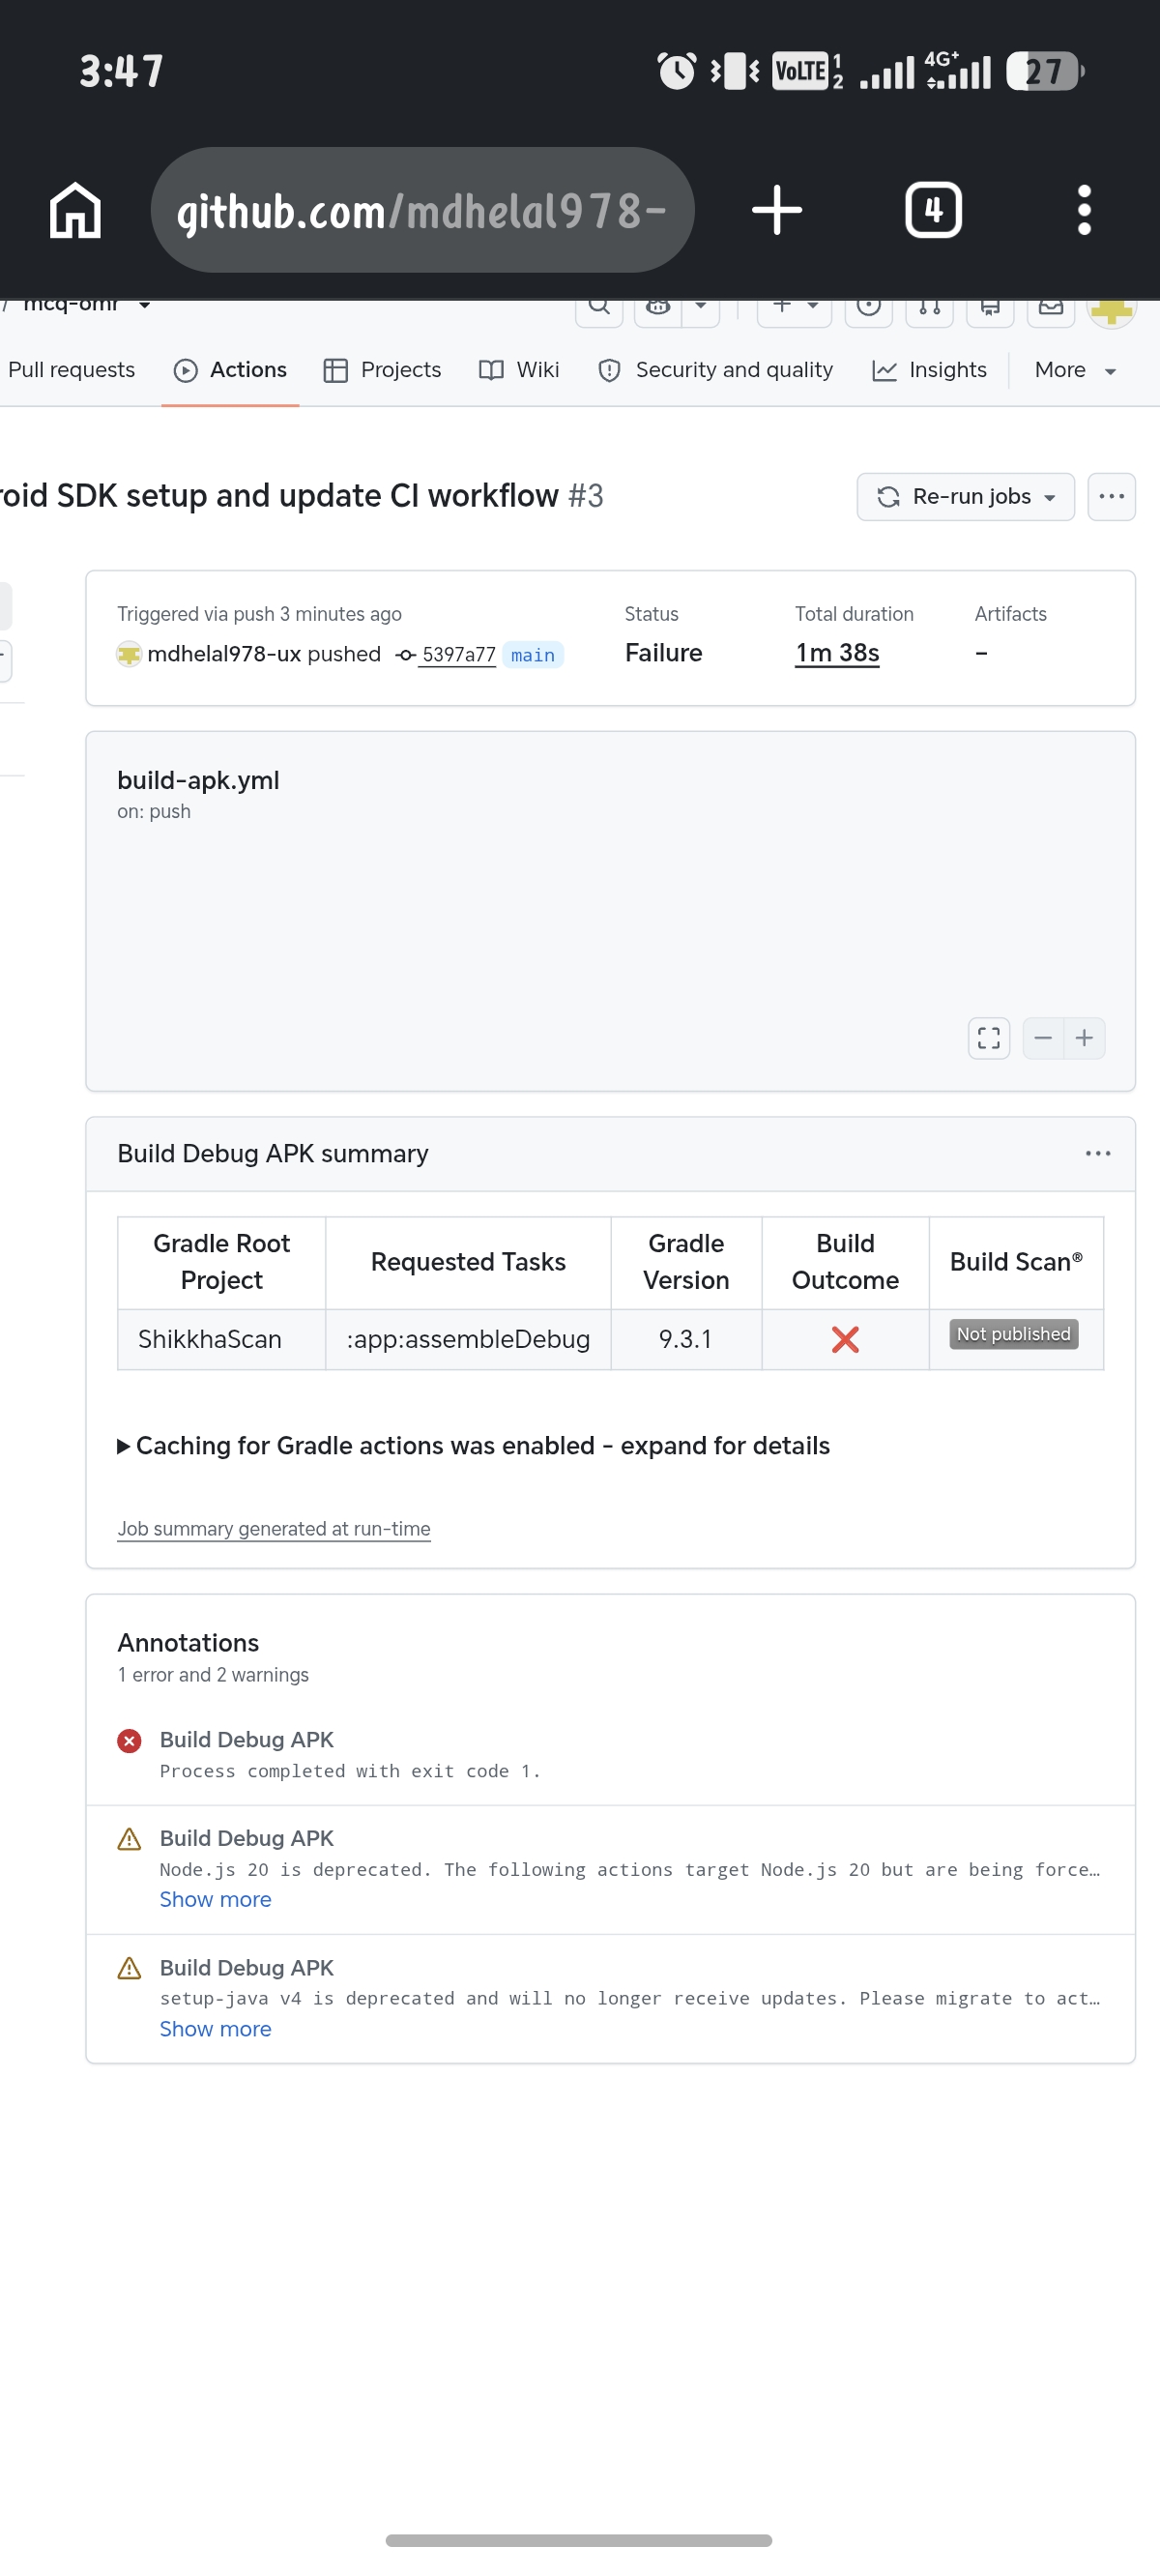 3:47
VoLTE 1 2 4G+ 27
github.com/mdhelal978-
4
/ mcq-omr
Pull requests Actions Projects Wiki Security and quality Insights More
roid SDK setup and update CI workflow #3
Re-run jobs
Triggered via push 3 minutes ago
Status
Total duration
Artifacts
mdhelal978-ux pushed 5397a77 main
Failure
1m 38s
–
build-apk.yml
on: push
Build Debug APK summary
Gradle Root Project
Requested Tasks
Gradle Version
Build Outcome
Build Scan®
ShikkhaScan
:app:assembleDebug
9.3.1
❌
Not published
Caching for Gradle actions was enabled - expand for details
Job summary generated at run-time
Annotations
1 error and 2 warnings
Build Debug APK
Process completed with exit code 1.
Build Debug APK
Node.js 20 is deprecated. The following actions target Node.js 20 but are being force…
Show more
Build Debug APK
setup-java v4 is deprecated and will no longer receive updates. Please migrate to act…
Show more